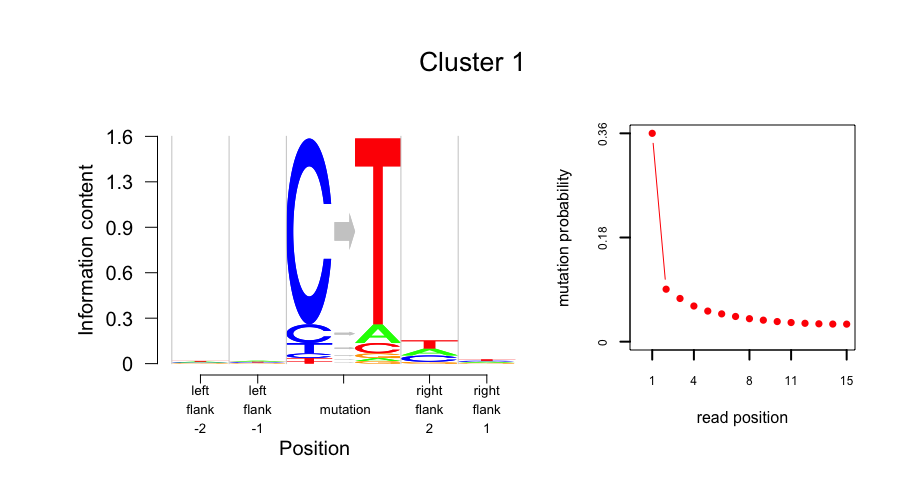 Cluster 1
Information content
1.6
1.3
0.9
0.6
0.3
0
C T
C A
T C
left
flank
-2
left
flank
-1
mutation
right
flank
2
right
flank
1
Position
mutation probability
0.36
0.18
0
1
4
8
11
15
read position